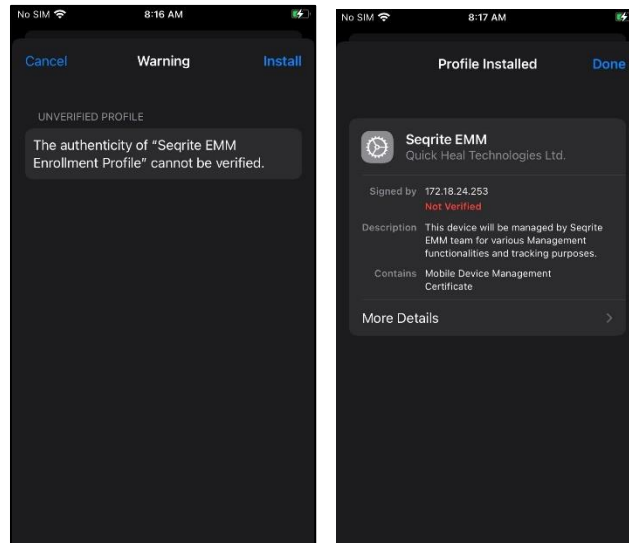 No SIM 8:16 AM
Cancel Warning Install
UNVERIFIED PROFILE
The authenticity of “Seqrite EMM
Enrollment Profile” cannot be verified.
No SIM 8:17 AM
Profile Installed Done
Seqrite EMM
Quick Heal Technologies Ltd.
Signed by 172.18.24.253
Not Verified
Description This device will be managed by Seqrite
EMM team for various Management
functionalities and tracking purposes.
Contains Mobile Device Management
Certificate
More Details